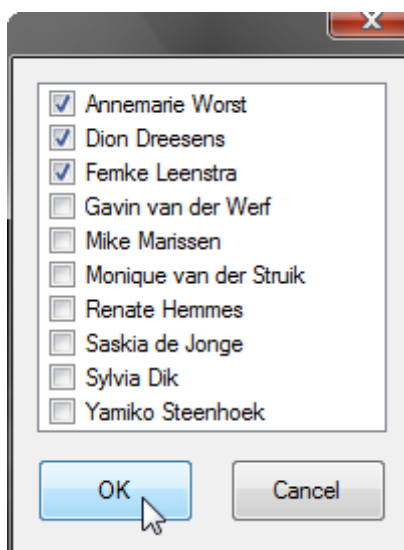 Annemarie Worst
Dion Dreesens
Femke Leenstra
Gavin van der Werf
Mike Marissen
Monique van der Struik
Renate Hemmes
Saskia de Jonge
Sylvia Dik
Yamiko Steenhoek
OK Cancel